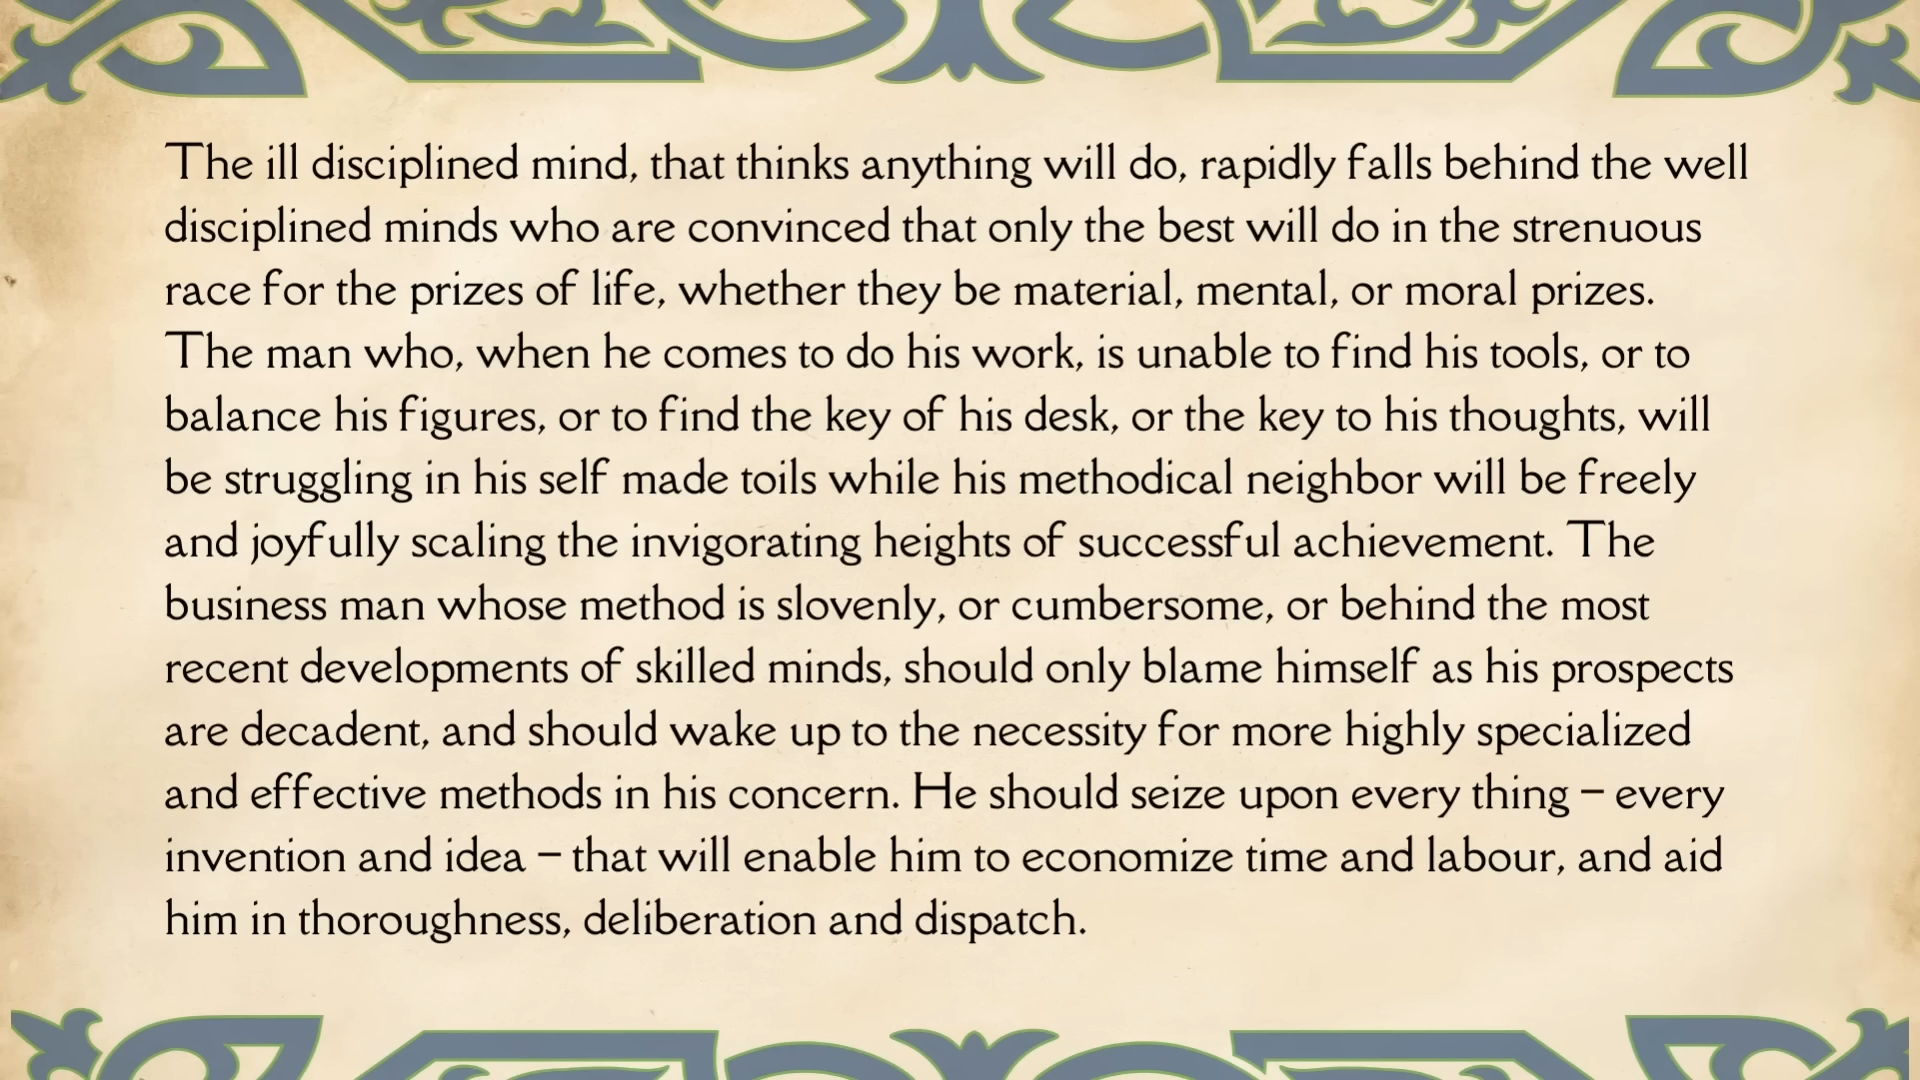 The ill disciplined mind, that thinks anything will do, rapidly falls behind the well
disciplined minds who are convinced that only the best will do in the strenuous
race for the prizes of life, whether they be material, mental, or moral prizes.
The man who, when he comes to do his work, is unable to find his tools, or to
balance his figures, or to find the key of his desk, or the key to his thoughts, will
be struggling in his self made toils while his methodical neighbor will be freely
and joyfully scaling the invigorating heights of successful achievement. The
business man whose method is slovenly, or cumbersome, or behind the most
recent developments of skilled minds, should only blame himself as his prospects
are decadent, and should wake up to the necessity for more highly specialized
and effective methods in his concern. He should seize upon every thing – every
invention and idea – that will enable him to economize time and labour, and aid
him in thoroughness, deliberation and dispatch.